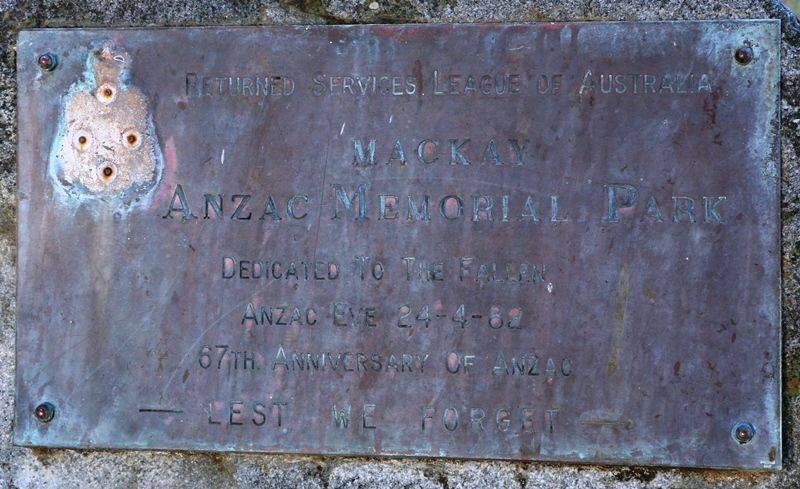 Returned Services League of Australia
MACKAY
Anzac Memorial Park
Dedicated To The Fallen
Anzac Eve 24-4-82
67th Anniversary Of Anzac
— LEST WE FORGET —